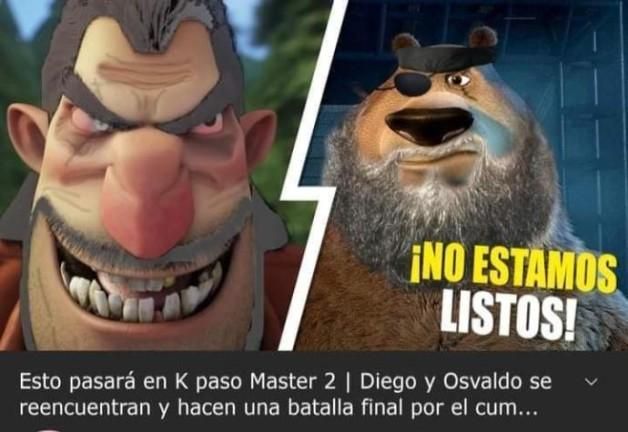 ¡NO ESTAMOS
LISTOS!
Esto pasará en K paso Master 2 | Diego y Osvaldo se
reencuentran y hacen una batalla final por el cum...